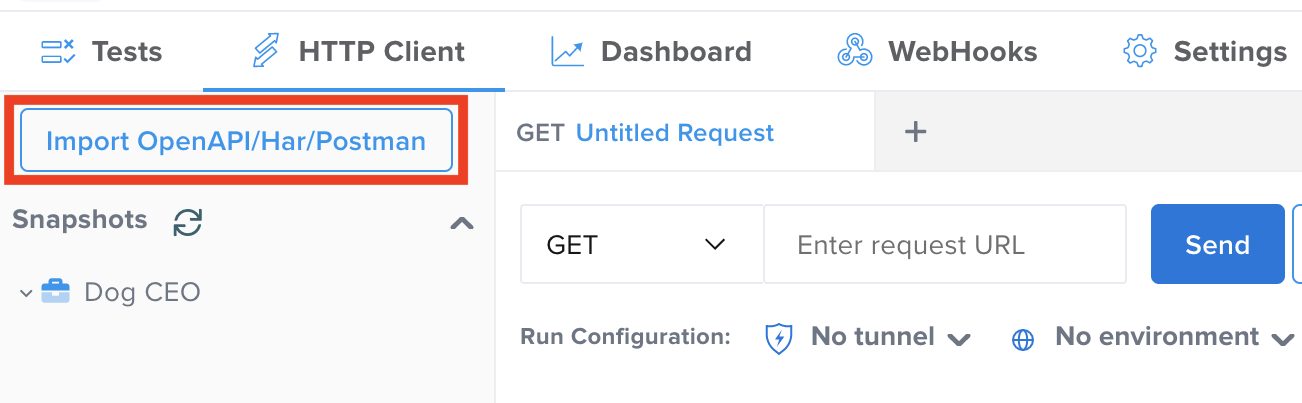 Tests HTTP Client Dashboard WebHooks Settings
Import OpenAPI/Har/Postman
GET Untitled Request +
Snapshots
Dog CEO
GET Enter request URL Send
Run Configuration: No tunnel No environment